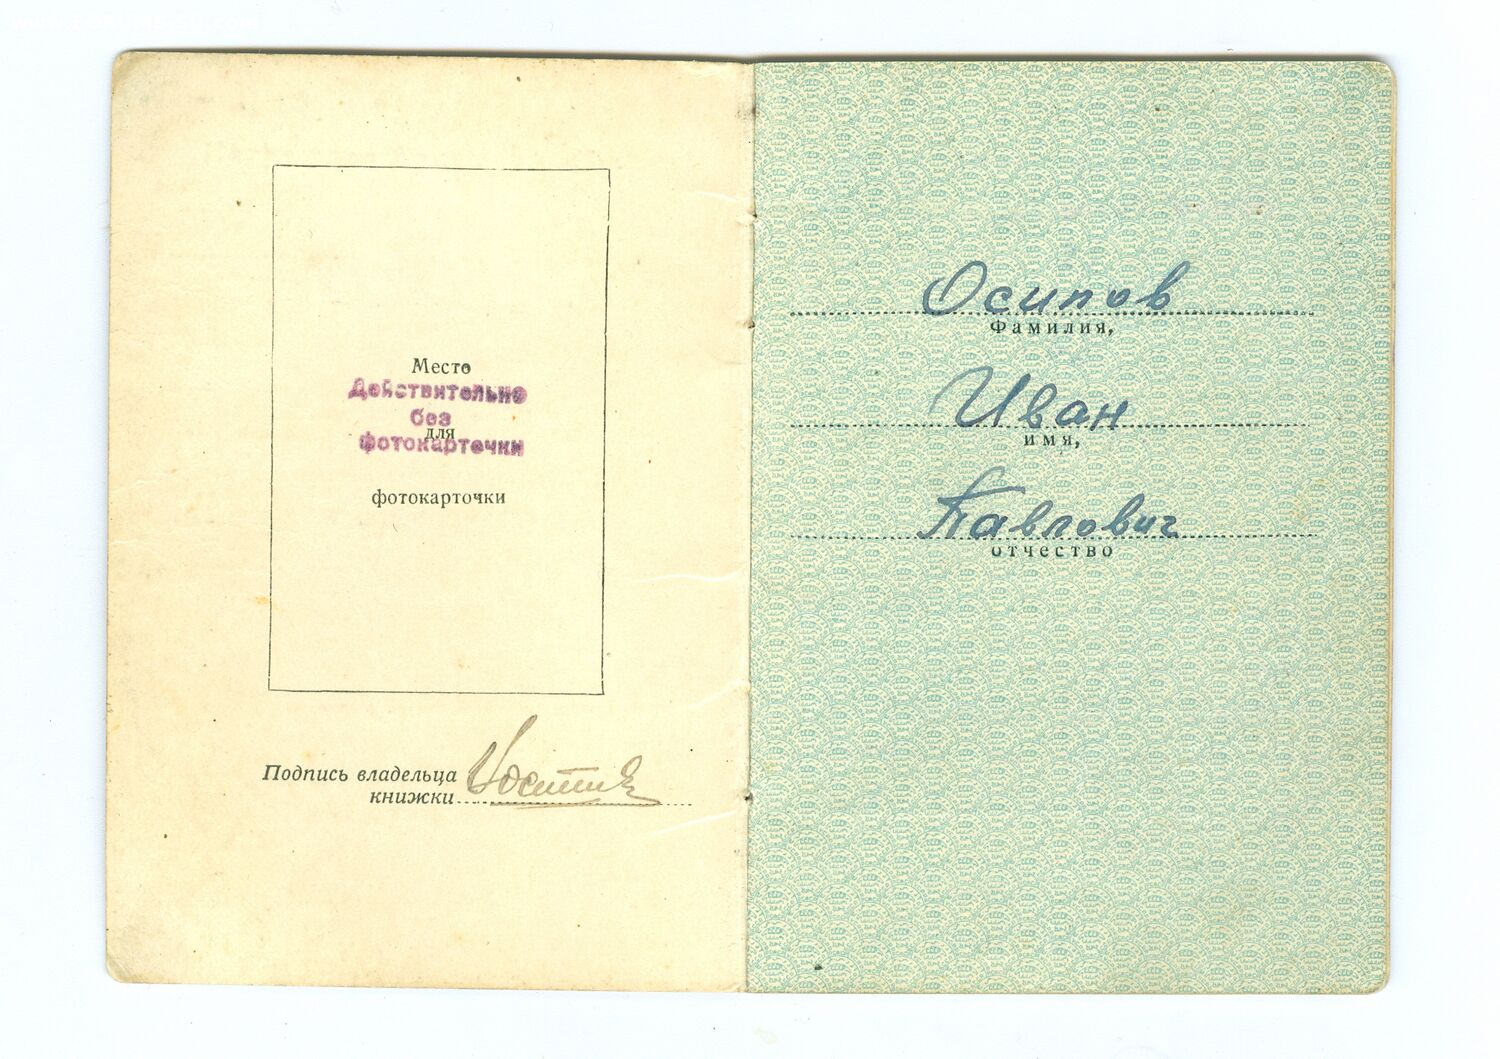 Место
Действительно
без
для
фотокарточки
фотокарточки
Подпись владельца
книжки
Осипов
Фамилия,
Иван
имя,
Павлович
отчество